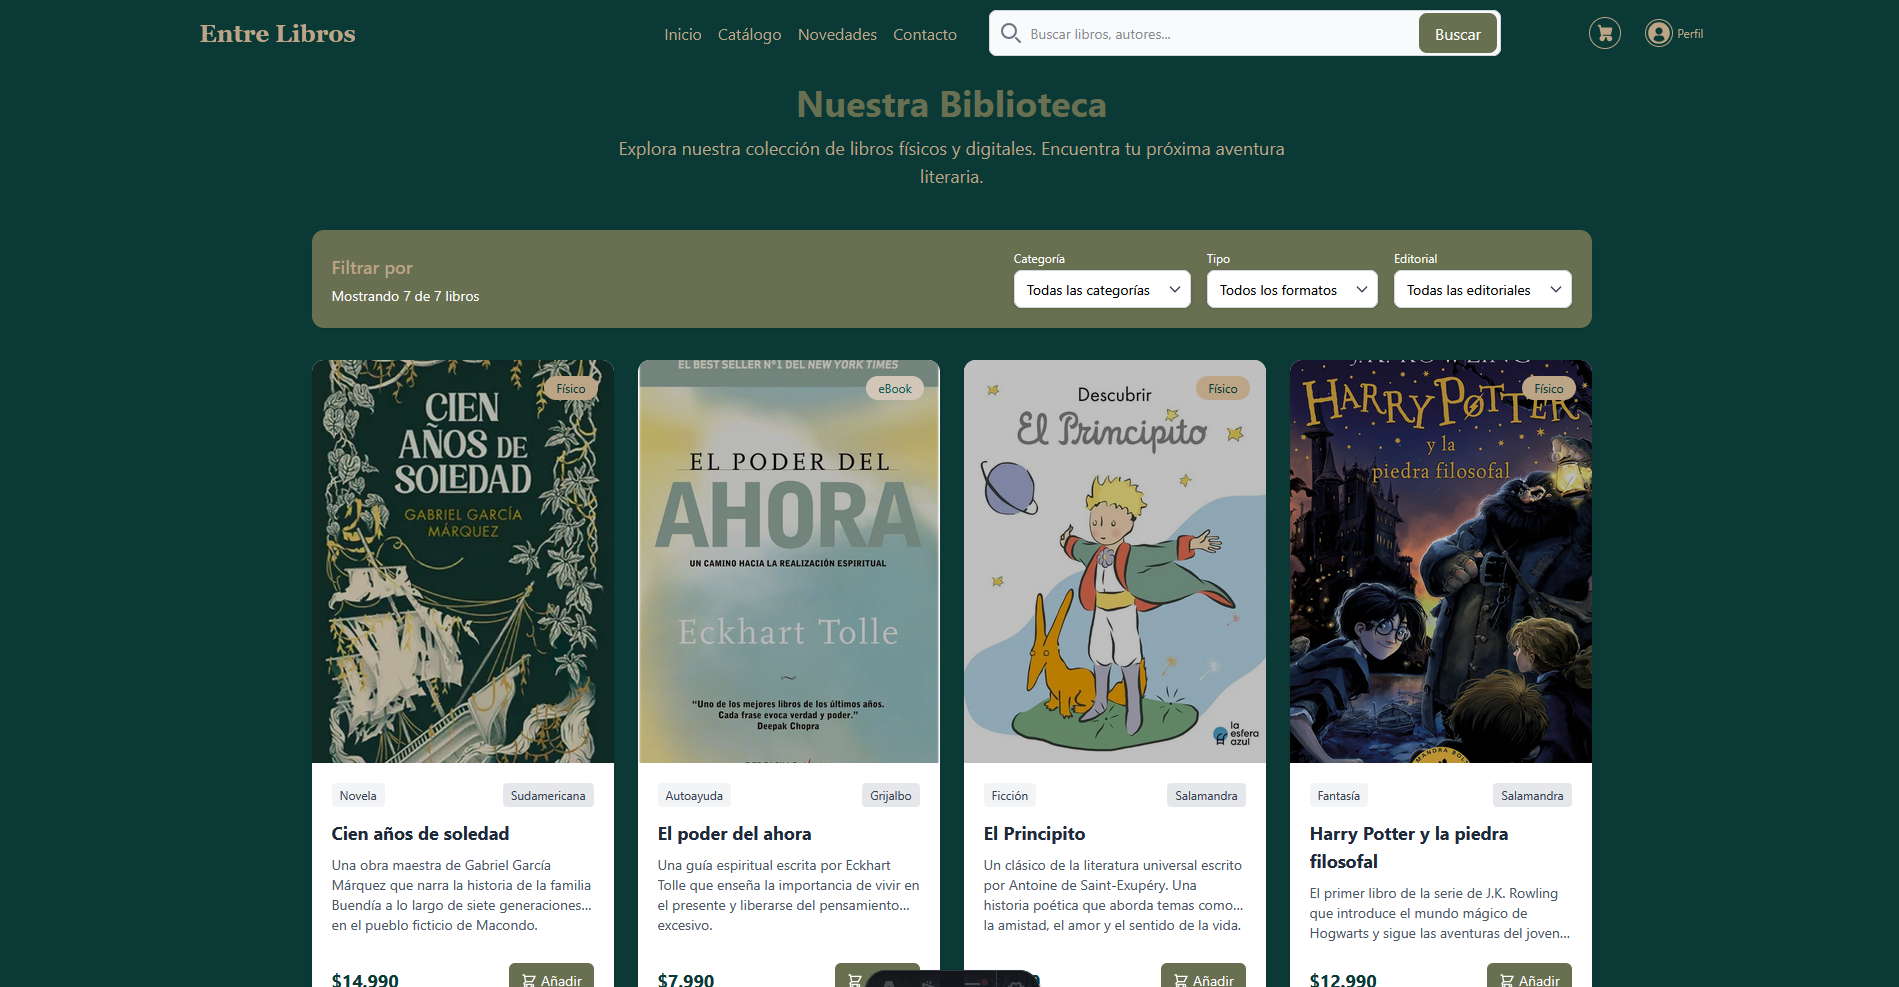 Entre Libros
Inicio Catálogo Novedades Contacto
Buscar libros, autores...
Buscar
Perfil
Nuestra Biblioteca
Explora nuestra colección de libros físicos y digitales. Encuentra tu próxima aventura
literaria.
Filtrar por
Mostrando 7 de 7 libros
Categoría
Todas las categorías
Tipo
Todos los formatos
Editorial
Todas las editoriales
Físico
CIEN
AÑOS DE
SOLEDAD
GABRIEL GARCÍA
MÁRQUEZ
Novela
Sudamericana
Cien años de soledad
Una obra maestra de Gabriel García
Márquez que narra la historia de la familia
Buendía a lo largo de siete generaciones...
en el pueblo ficticio de Macondo.
$14.990
Añadir
EL BEST SELLER Nº1 DEL NEW YORK TIMES
eBook
EL PODER DEL
AHORA
UN CAMINO HACIA LA REALIZACIÓN ESPIRITUAL
Eckhart Tolle
~
“Uno de los mejores libros de los últimos años.
Cada frase evoca verdad y poder.”
Deepak Chopra
Autoayuda
Grijalbo
El poder del ahora
Una guía espiritual escrita por Eckhart
Tolle que enseña la importancia de vivir en
el presente y liberarse del pensamiento...
excesivo.
$7.990
Físico
Descubrir
El Principito
la
esfera
azul
Ficción
Salamandra
El Principito
Un clásico de la literatura universal escrito
por Antoine de Saint-Exupéry. Una
historia poética que aborda temas como...
la amistad, el amor y el sentido de la vida.
Añadir
J.K. ROWLING
Físico
HARRY POTTER
y la
piedra filosofal
Fantasía
Salamandra
Harry Potter y la piedra
filosofal
El primer libro de la serie de J.K. Rowling
que introduce el mundo mágico de
Hogwarts y sigue las aventuras del joven...
$12.990
Añadir